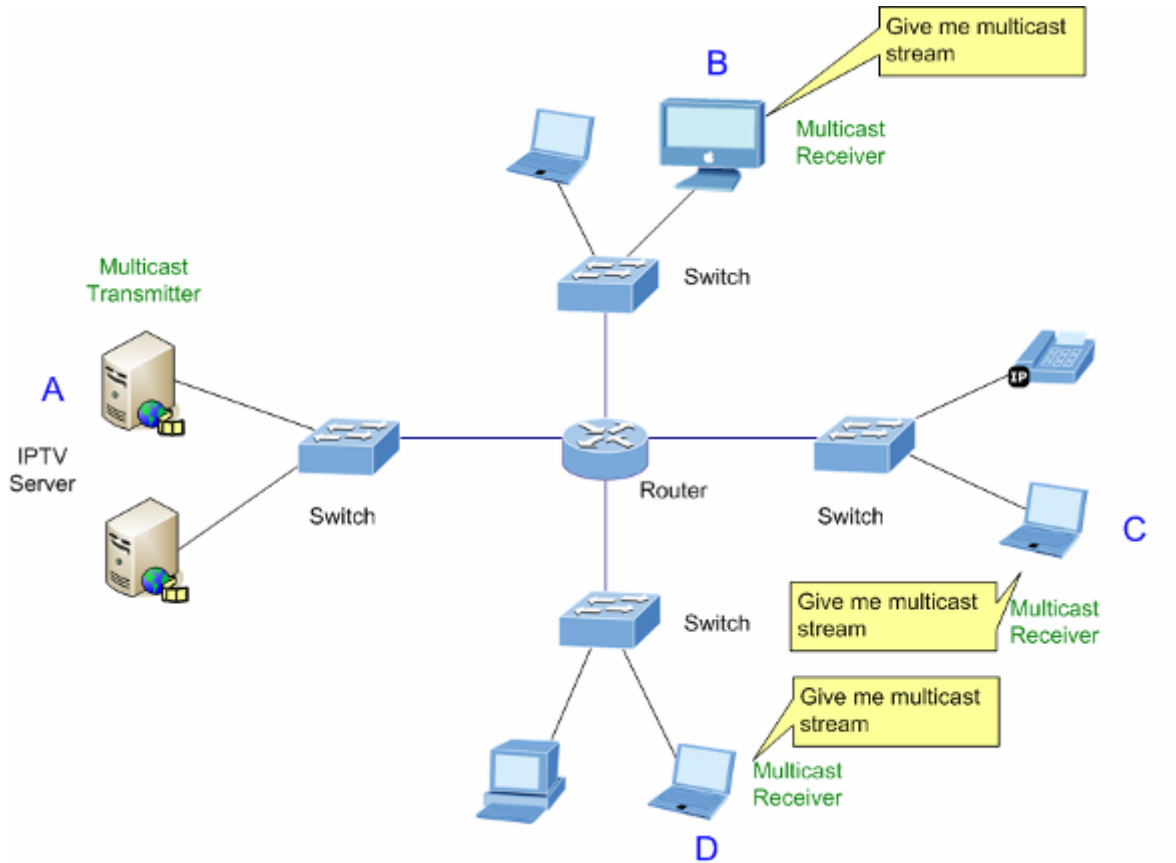 Give me multicast
stream
B
Multicast
Receiver
Switch
Multicast
Transmitter
A
IPTV
Server
Switch
Router
Switch
IP
C
Give me multicast
stream
Multicast
Receiver
Switch
Give me multicast
stream
Multicast
Receiver
D